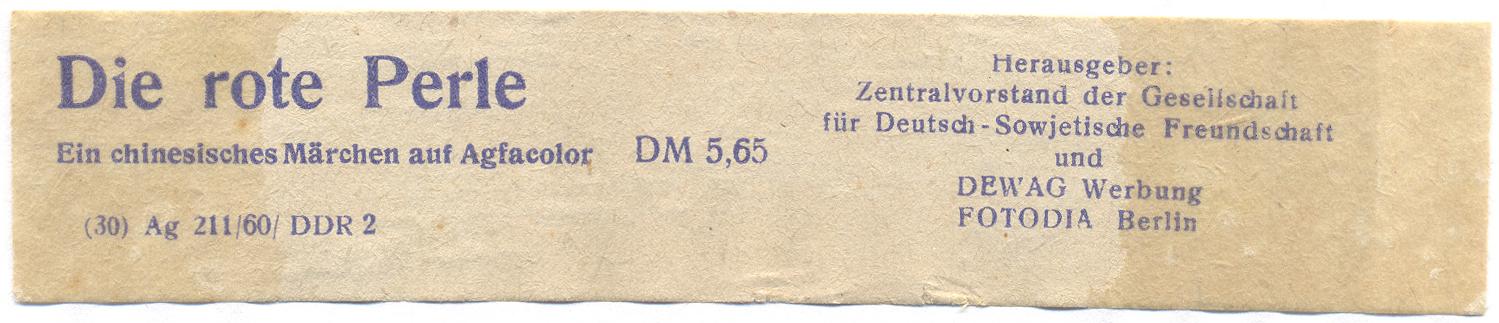 Die rote Perle
Ein chinesisches Märchen auf Agfacolor DM 5,65
(30) Ag 211/60/ DDR 2
Herausgeber:
Zentralvorstand der Gesellschaft
für Deutsch-Sowjetische Freundschaft
und
DEWAG Werbung
FOTODIA Berlin